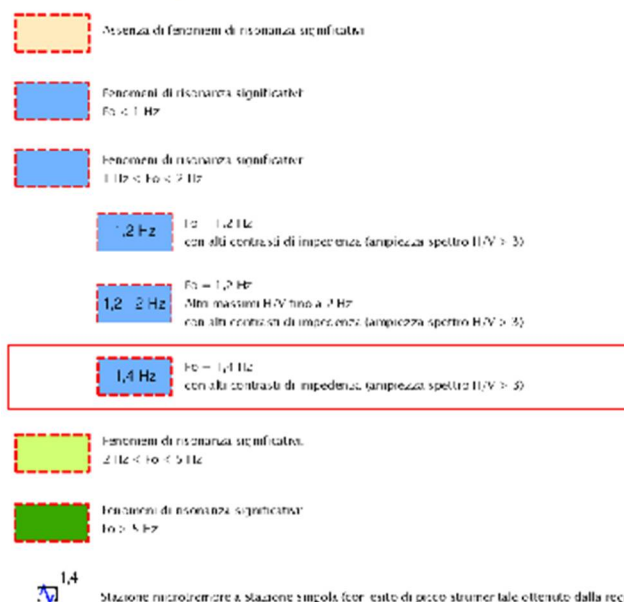 Assenza di fenomeni di risonanza significativi
Fenomeni di risonanza significativi:
Fo < 1 Hz
Fenomeni di risonanza significativi:
1 Hz < Fo < 2 Hz
1,2 Hz
Fo = 1,2 Hz
con alti contrasti di impedenza (ampiezza spettro H/V > 3)
1,2 - 2 Hz
Fo = 1,2 Hz
Altri massimi H/V fino a 2 Hz
con alti contrasti di impedenza (ampiezza spettro H/V > 3)
1,4 Hz
Fo = 1,4 Hz
con alti contrasti di impedenza (ampiezza spettro H/V > 3)
Fenomeni di risonanza significativi:
2 Hz < Fo < 5 Hz
Fenomeni di risonanza significativi:
Fo > 5 Hz
1,4
Stazione microtremore a stazione singola (con esito di picco strumentale ottenuto dalla rec